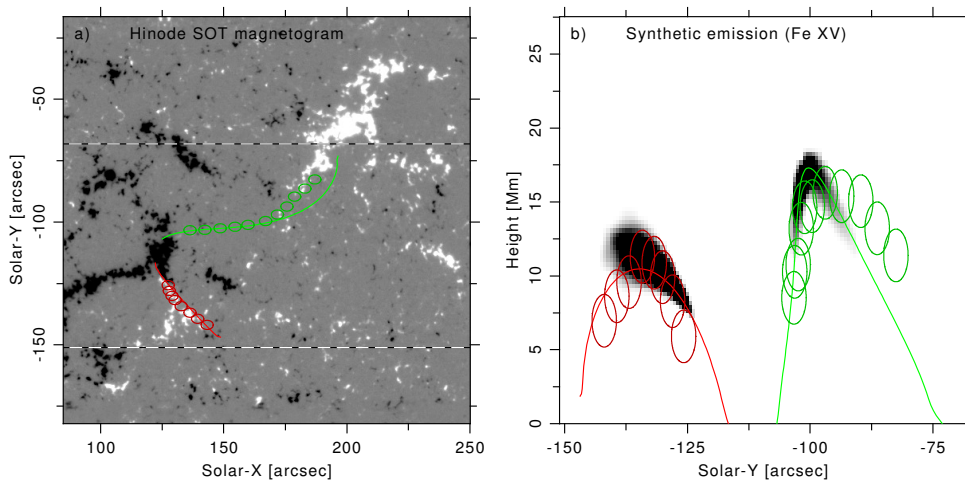 a) Hinode SOT magnetogram
-50
-100
-150
Solar-Y [arcsec]
100 150 200 250
Solar-X [arcsec]
b) Synthetic emission (Fe XV)
25
20
15
10
5
0
Height [Mm]
-150 -125 -100 -75
Solar-Y [arcsec]